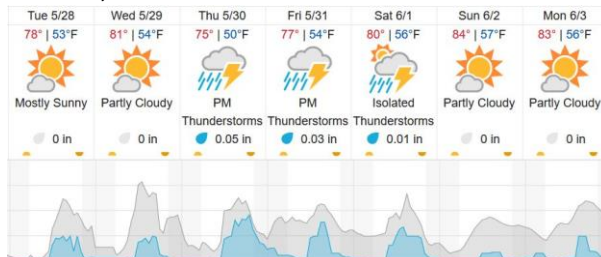 Tue 5/28 Wed 5/29 Thu 5/30 Fri 5/31 Sat 6/1 Sun 6/2 Mon 6/3
78° | 53°F 81° | 54°F 75° | 50°F 77° | 54°F 80° | 56°F 84° | 57°F 83° | 56°F
Mostly Sunny Partly Cloudy PM PM Isolated Partly Cloudy Partly Cloudy
Thunderstorms Thunderstorms Thunderstorms
0 in 0 in 0.05 in 0.03 in 0.01 in 0 in 0 in